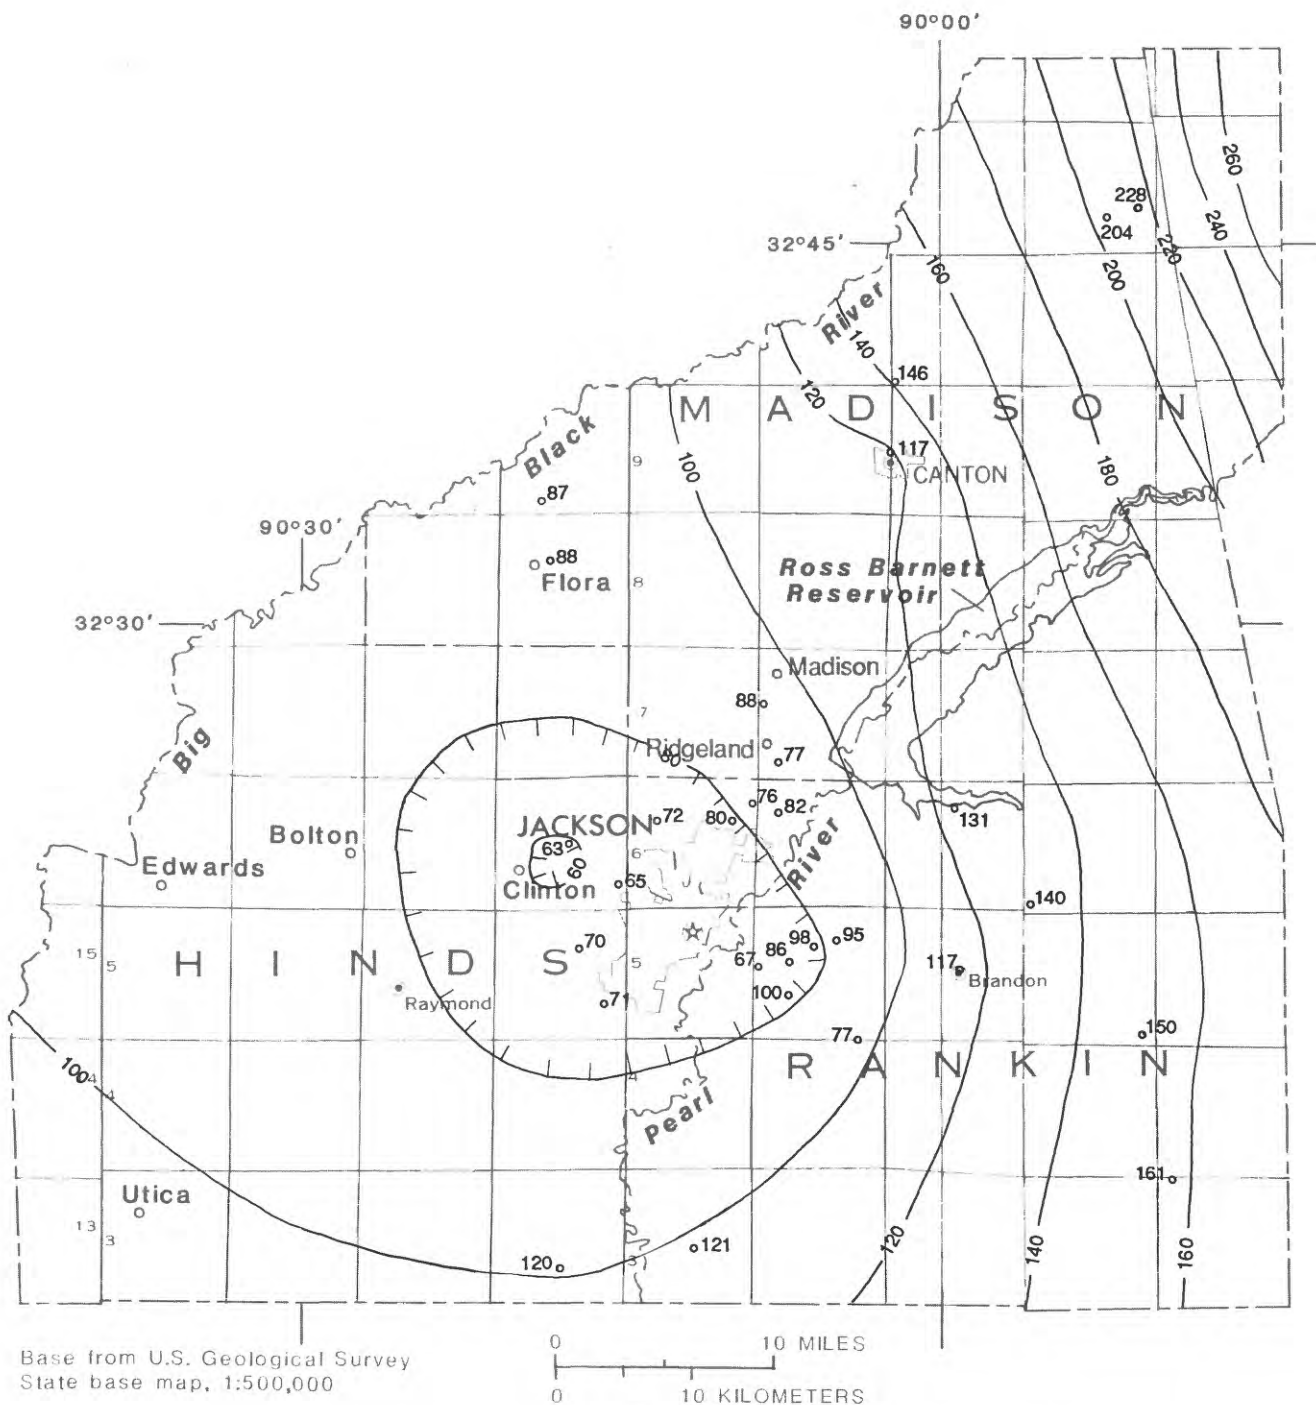 90°00'
260
228
204
240
220
32°45'
200
160
River
140
146
120
MADISON
100
117
Black
9
CANTON
180
87
90°30'
88
Flora
8
Ross Barnett
Reservoir
32°30'
Madison
88
7
Big
Ridgeland
80
77
76
72
80
82
JACKSON
131
Bolton
63
60
6
River
Edwards
Clinton
65
140
15
5
HINDS
70
5
98
95
86
67
117
Brandon
Raymond
71
100
77
150
100
4
4
4
RANKIN
Pearl
161
Utica
13
3
121
120
3
120
140
160
Base from U.S. Geological Survey
State base map, 1:500,000
0 10 MILES
0 10 KILOMETERS